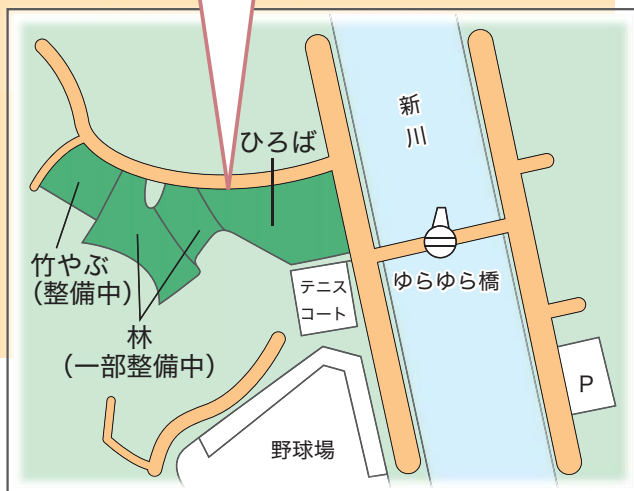 新川
ひろば
竹やぶ
（整備中）
林
（一部整備中）
テニス
コート
ゆらゆら橋
野球場
P